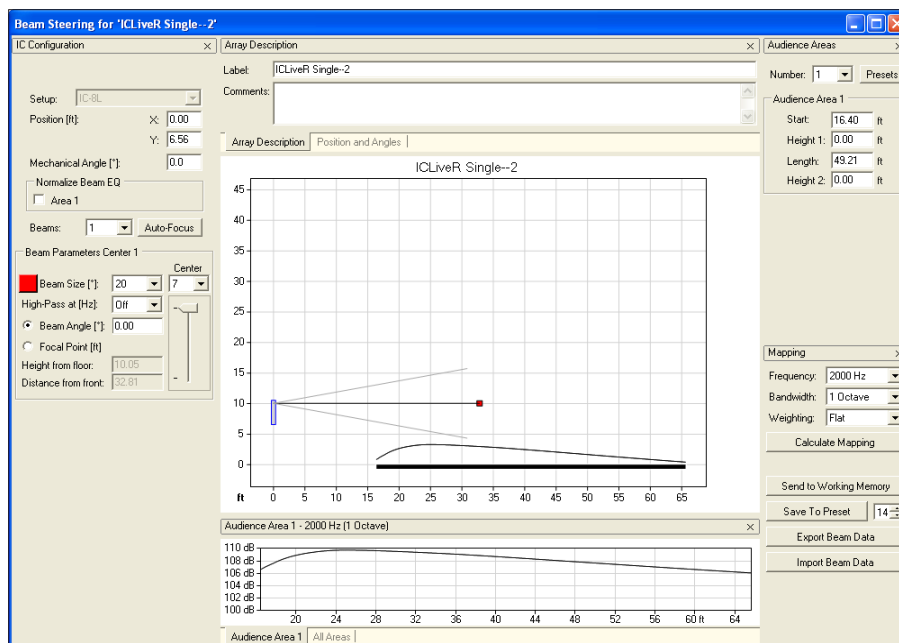 Beam Steering for 'ICLiveR Single--2'
IC Configuration
Setup: IC-8L
Position [ft]: X: 0.00
Y: 6.56
Mechanical Angle [°]: 0.0
Normalize Beam EQ
Area 1
Beams: 1 Auto-Focus
Beam Parameters Center 1
Center
Beam Size [°]: 20 7
High-Pass at [Hz]: Off
Beam Angle [°]: 0.00
Focal Point [ft]
Height from floor: 10.05
Distance from front: 32.81
Array Description
Label: ICLiveR Single--2
Comments:
Array Description Position and Angles
ICLiveR Single--2
45
40
35
30
25
20
15
10
5
0
ft 0 5 10 15 20 25 30 35 40 45 50 55 60 65
Audience Area 1 - 2000 Hz (1 Octave)
110 dB
108 dB
106 dB
104 dB
102 dB
100 dB
20 24 28 32 36 40 44 48 52 56 60 ft 64
Audience Area 1 All Areas
Audience Areas
Number: 1 Presets
Audience Area 1
Start: 16.40 ft
Height 1: 0.00 ft
Length: 49.21 ft
Height 2: 0.00 ft
Mapping
Frequency: 2000 Hz
Bandwidth: 1 Octave
Weighting: Flat
Calculate Mapping
Send to Working Memory
Save To Preset 14
Export Beam Data
Import Beam Data